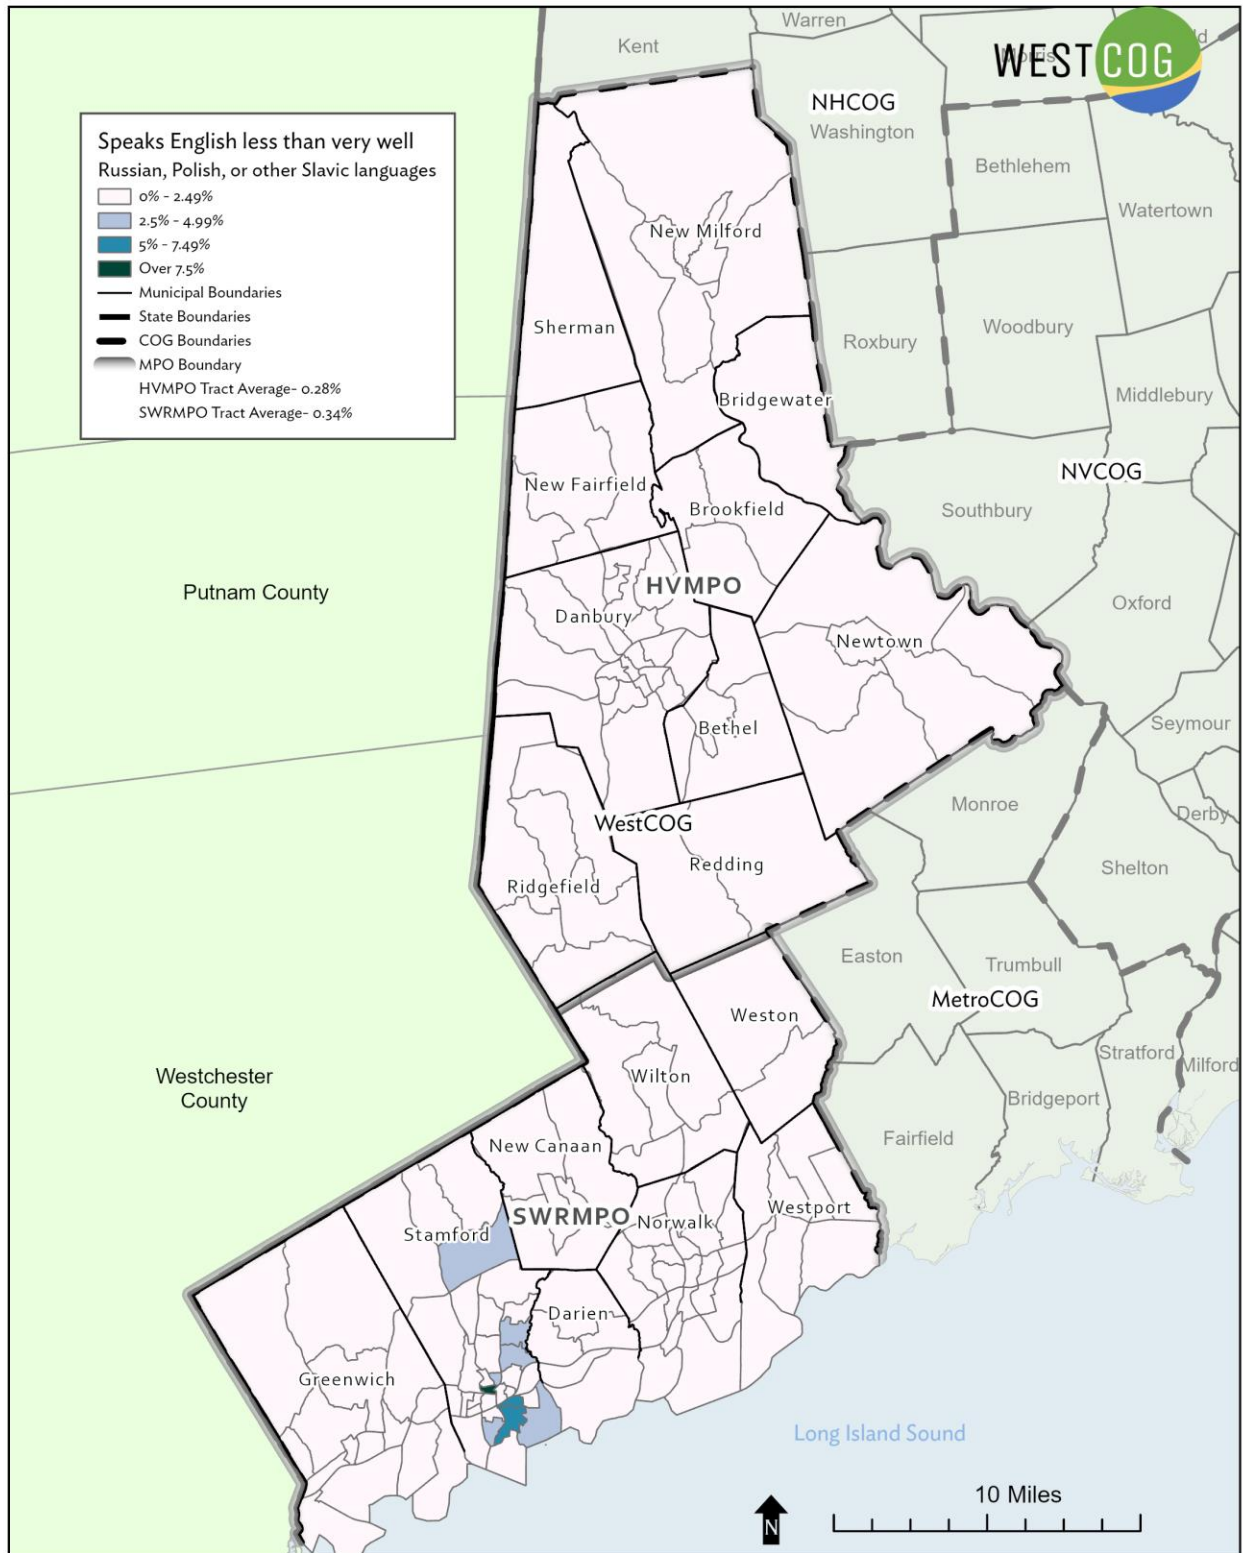 Kent
Warren
WESTCOG
Morris
NHCOG
Washington
Bethlehem
Watertown
Speaks English less than very well
Russian, Polish, or other Slavic languages
0% - 2.49%
2.5% - 4.99%
5% - 7.49%
Over 7.5%
Municipal Boundaries
State Boundaries
COG Boundaries
MPO Boundary
HVMPO Tract Average- 0.28%
SWRMPO Tract Average- 0.34%
New Milford
Sherman
Roxbury
Woodbury
Bridgewater
Middlebury
New Fairfield
Brookfield
NVCOG
Southbury
Putnam County
HVMPO
Danbury
Newtown
Oxford
Bethel
Seymour
Monroe
Derby
WestCOG
Redding
Ridgefield
Shelton
Easton
Trumbull
MetroCOG
Weston
Westchester
County
Wilton
Stratford
Milford
Bridgeport
New Canaan
Fairfield
Stamford
SWRMPO
Norwalk
Westport
Darien
Greenwich
Long Island Sound
10 Miles
N